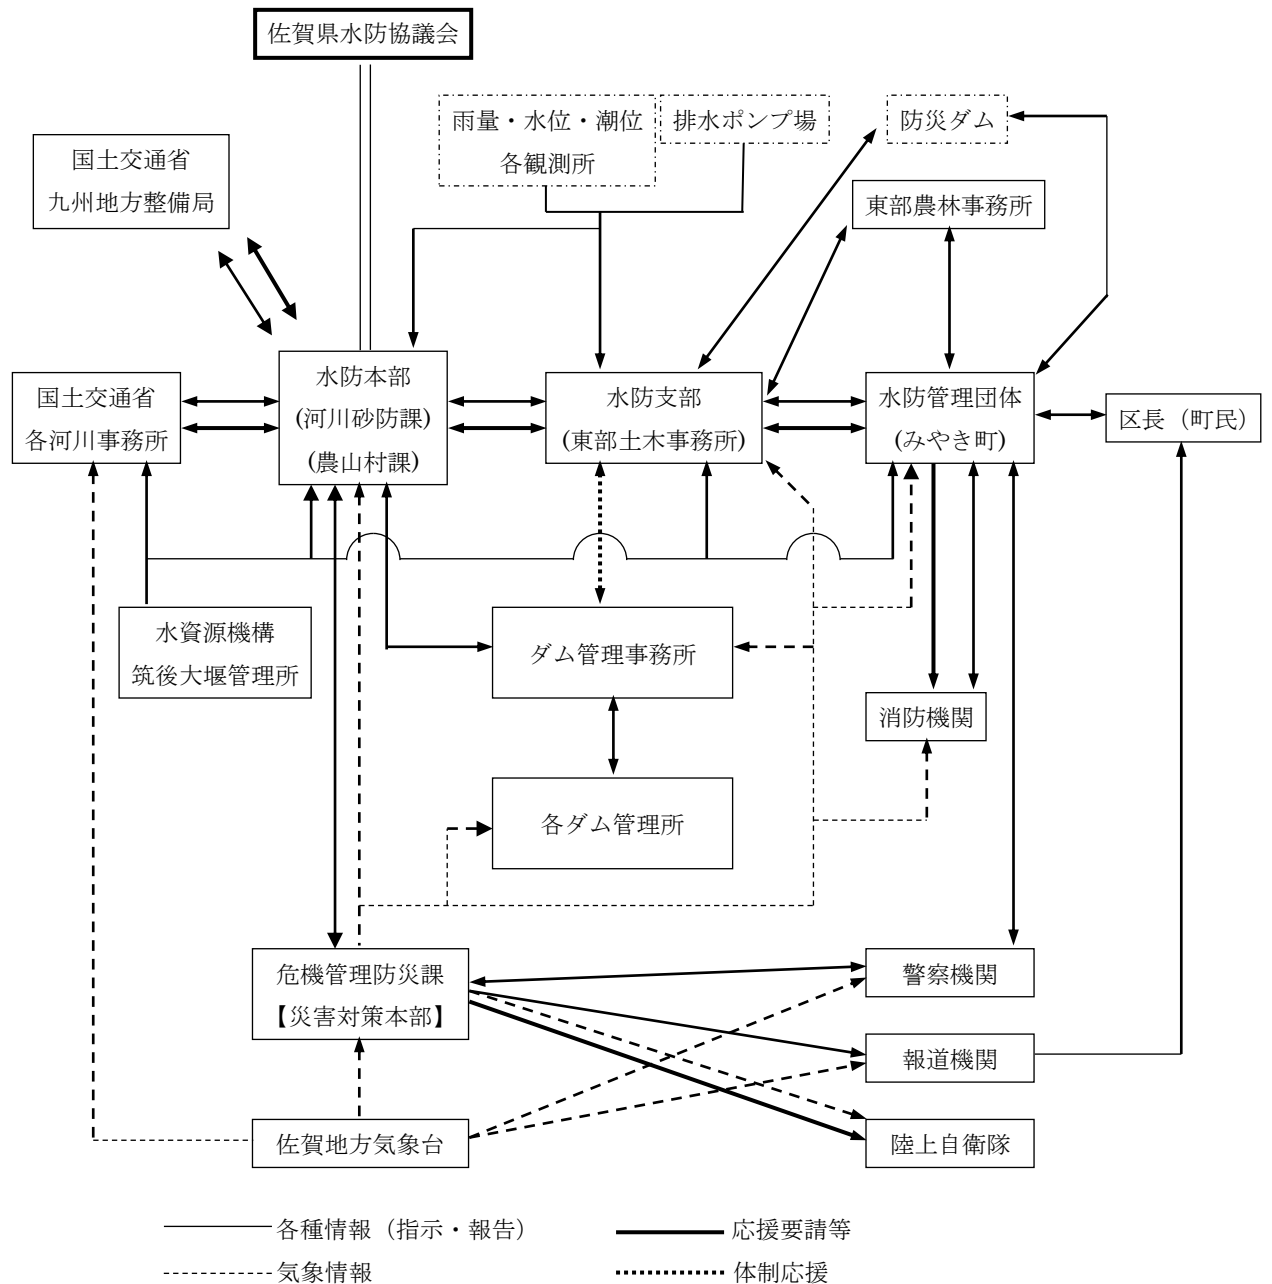 佐賀県水防協議会
雨量・水位・潮位
各観測所
排水ポンプ場
防災ダム
国土交通省
九州地方整備局
東部農林事務所
国土交通省
各河川事務所
水防本部
(河川砂防課)
(農山村課)
水防支部
(東部土木事務所)
水防管理団体
(みやき町)
区長（町民）
水資源機構
筑後大堰管理所
ダム管理事務所
消防機関
各ダム管理所
危機管理防災課
【災害対策本部】
警察機関
報道機関
佐賀地方気象台
陸上自衛隊
各種情報（指示・報告）
応援要請等
気象情報
体制応援